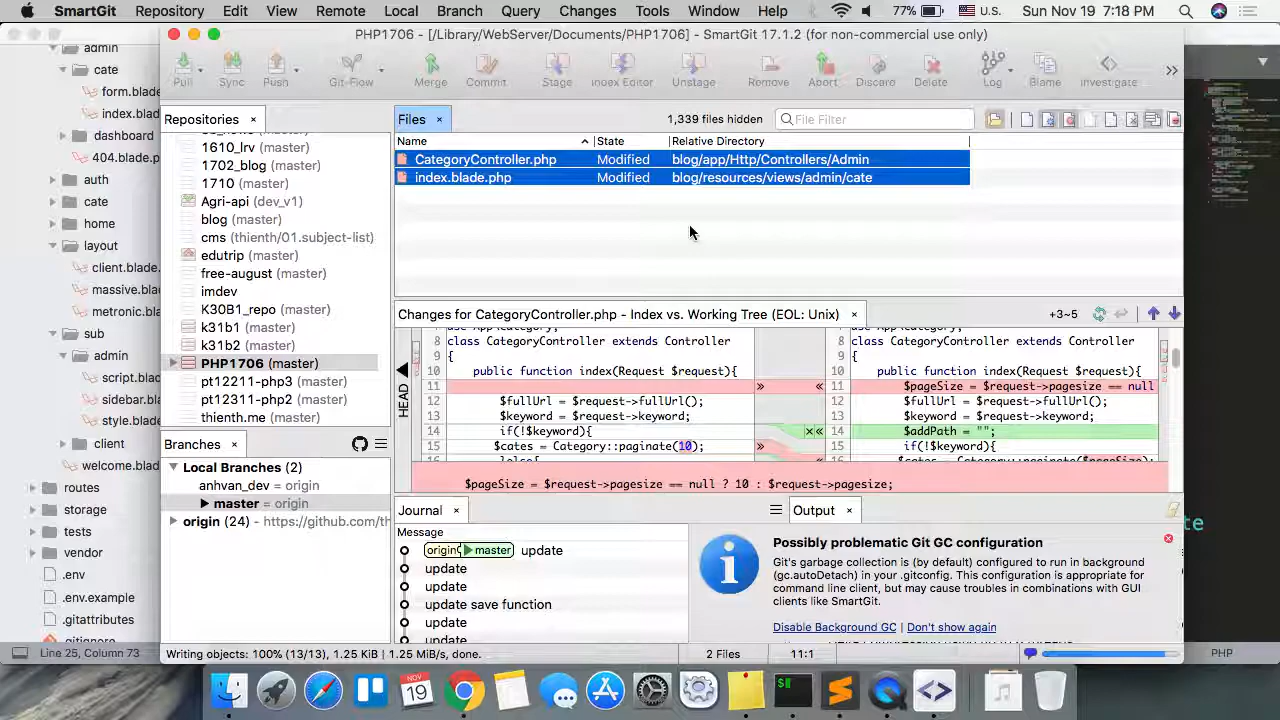 SmartGit Repository Edit View Remote Local Branch Query Changes Tools Window Help 77% U.S. Sun Nov 19 7:18 PM
PHP1706 - [/Library/WebServer/Documents/PHP1706] - SmartGit 17.1.2 (for non-commercial use only)
Pull Sync Push Git-Flow Merge Commit Stage Index Editor Unstage Remove Abort Discard Delete Log Blame Investigate
admin
cate
form.blade
index.blad
dashboard
404.blade.p
auth
cate
home
layout
client.blade.
massive.bla
metronic.bla
sub
admin
script.blad
sidebar.bla
style.blade
client
welcome.blad
routes
storage
tests
vendor
.env
.env.example
.gitattributes
.gitignore
Line 25, Column 73
Repositories
1610_lrv (master)
1702_blog (master)
1710 (master)
Agri-api (dev_v1)
blog (master)
cms (thienth/01.subject-list)
edutrip (master)
free-august (master)
imdev
K30B1_repo (master)
k31b1 (master)
k31b2 (master)
PHP1706 (master)
pt12211-php3 (master)
pt12311-php2 (master)
thienth.me (master)
Branches
Local Branches (2)
anhvan_dev = origin
master = origin
origin (24) - https://github.com/th
Files 1,339 files hidden File Filter
Name State Relative Directory
CategoryController.php Modified blog/app/Http/Controllers/Admin
index.blade.php Modified blog/resources/views/admin/cate
Changes for CategoryController.php - Index vs. Working Tree (EOL: Unix) +3~5
HEAD
8 class CategoryController extends Controller
9 {
10 public function index(Request $request){
11
12 $fullUrl = $request->fullUrl();
13 $keyword = $request->keyword;
14 if(!$keyword){
15 $cates = Category::paginate(10);
8 class CategoryController extends Controller
9 {
10 public function index(Request $request){
11 $pageSize = $request->pagesize == null
12 $fullUrl = $request->fullUrl();
13 $keyword = $request->keyword;
14 $addPath = "";
15 if(!$keyword){
$pageSize = $request->pagesize == null ? 10 : $request->pagesize;
Journal
Message
origin master update
update
update
update save function
update
update
Output
Possibly problematic Git GC configuration
Git's garbage collection is (by default) configured to run in background
(gc.autoDetach) in your .gitconfig. This configuration is appropriate for
command line client, but may cause troubles in combinations with GUI
clients like SmartGit.
Disable Background GC | Don't show again
Writing objects: 100% (13/13), 1.25 KiB | 1.25 MiB/s, done. 2 Files 11:1
PHP
NOV
19